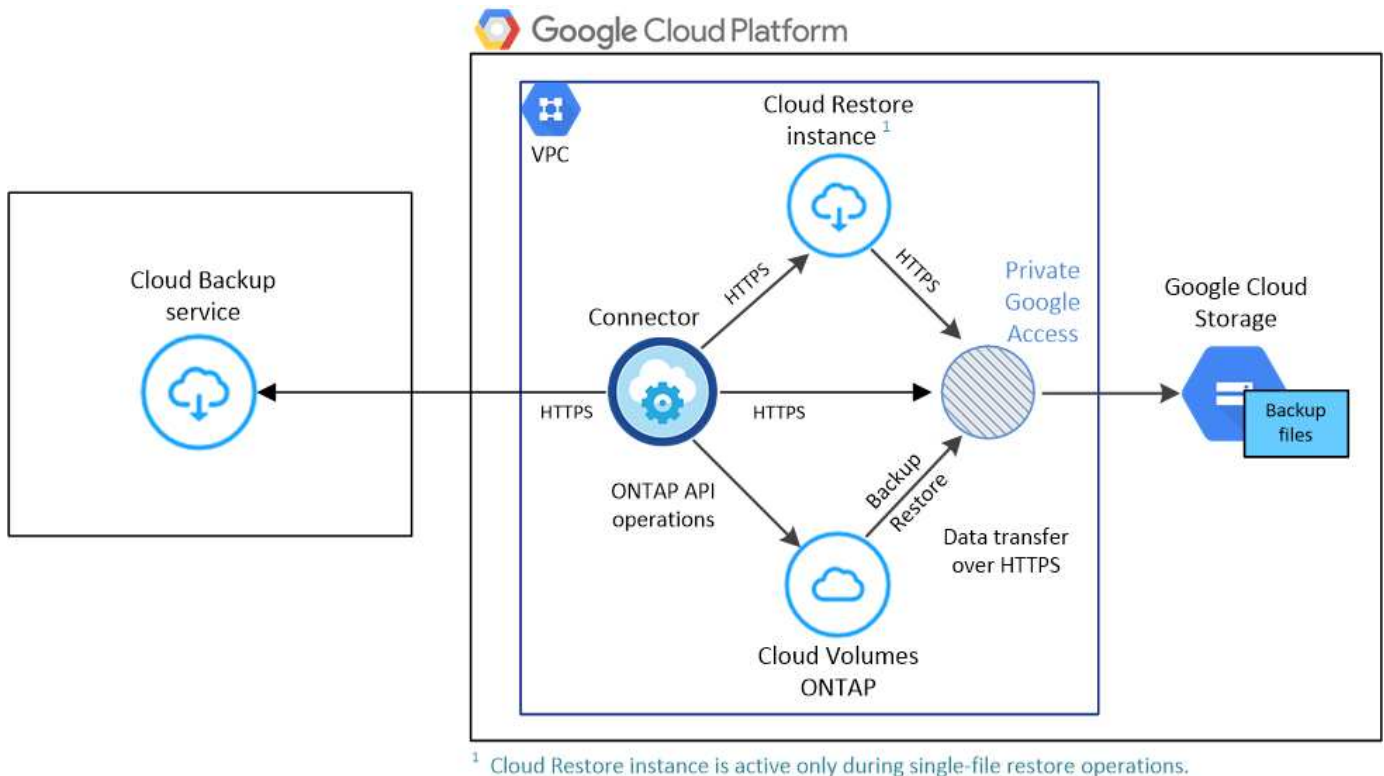 Google Cloud Platform
VPC
Cloud Restore
instance 1
HTTPS
HTTPS
Private
Google
Access
Google Cloud
Storage
Backup
files
Cloud Backup
service
Connector
HTTPS
HTTPS
ONTAP API
operations
Backup
Restore
Data transfer
over HTTPS
Cloud Volumes
ONTAP
1 Cloud Restore instance is active only during single-file restore operations.